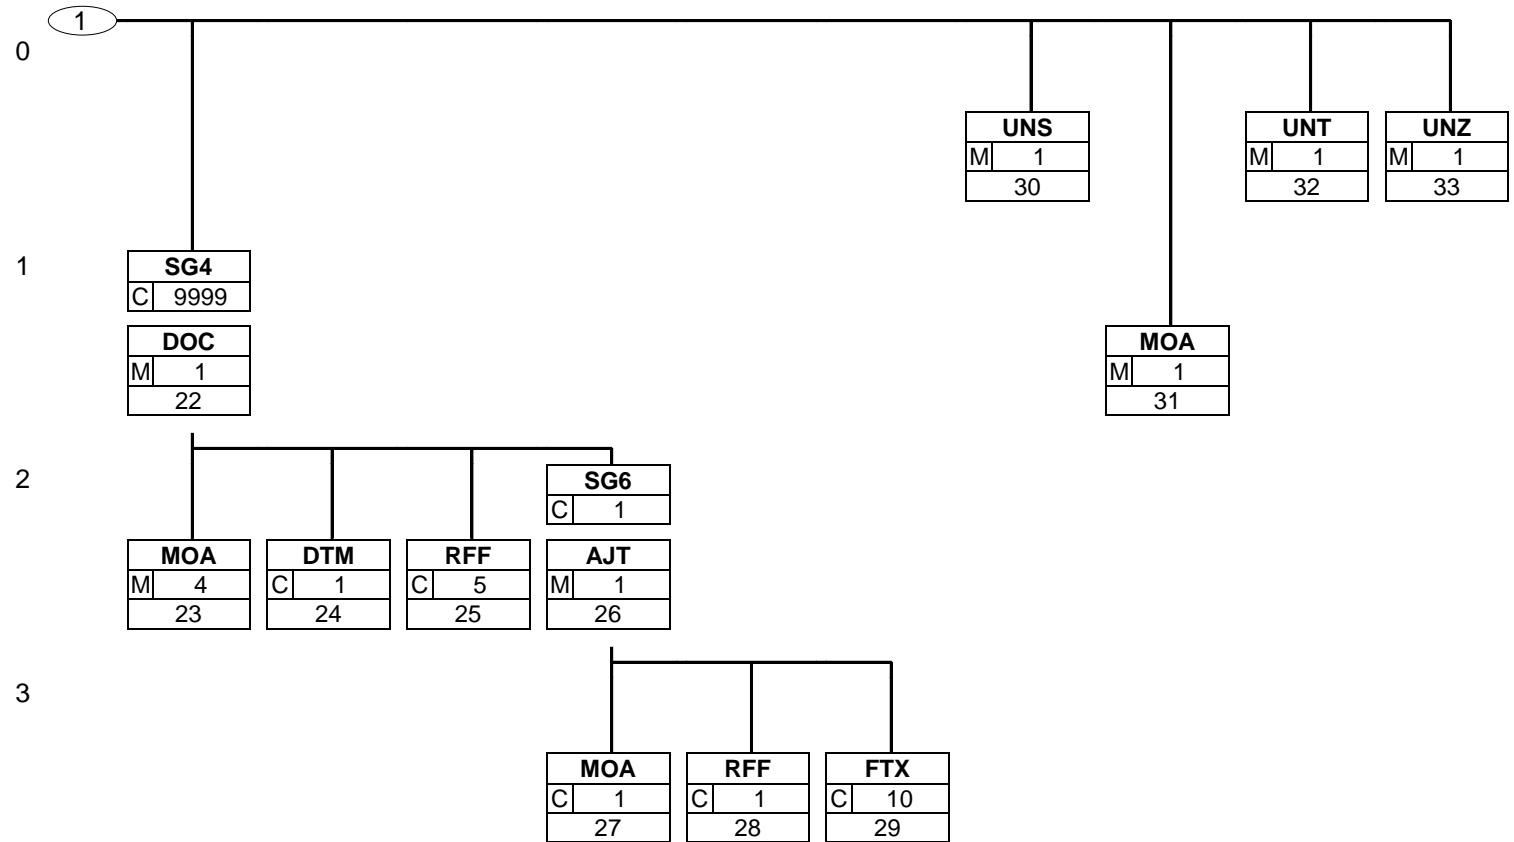 1
0
UNS UNT UNZ
M 1 M 1 M 1
30 32 33
1 SG4
C 9999
DOC MOA
M 1 M 1
22 31
2 SG6
C 1
MOA DTM RFF AJT
M 4 C 1 C 5 M 1
23 24 25 26
3
MOA RFF FTX
C 1 C 1 C 10
27 28 29